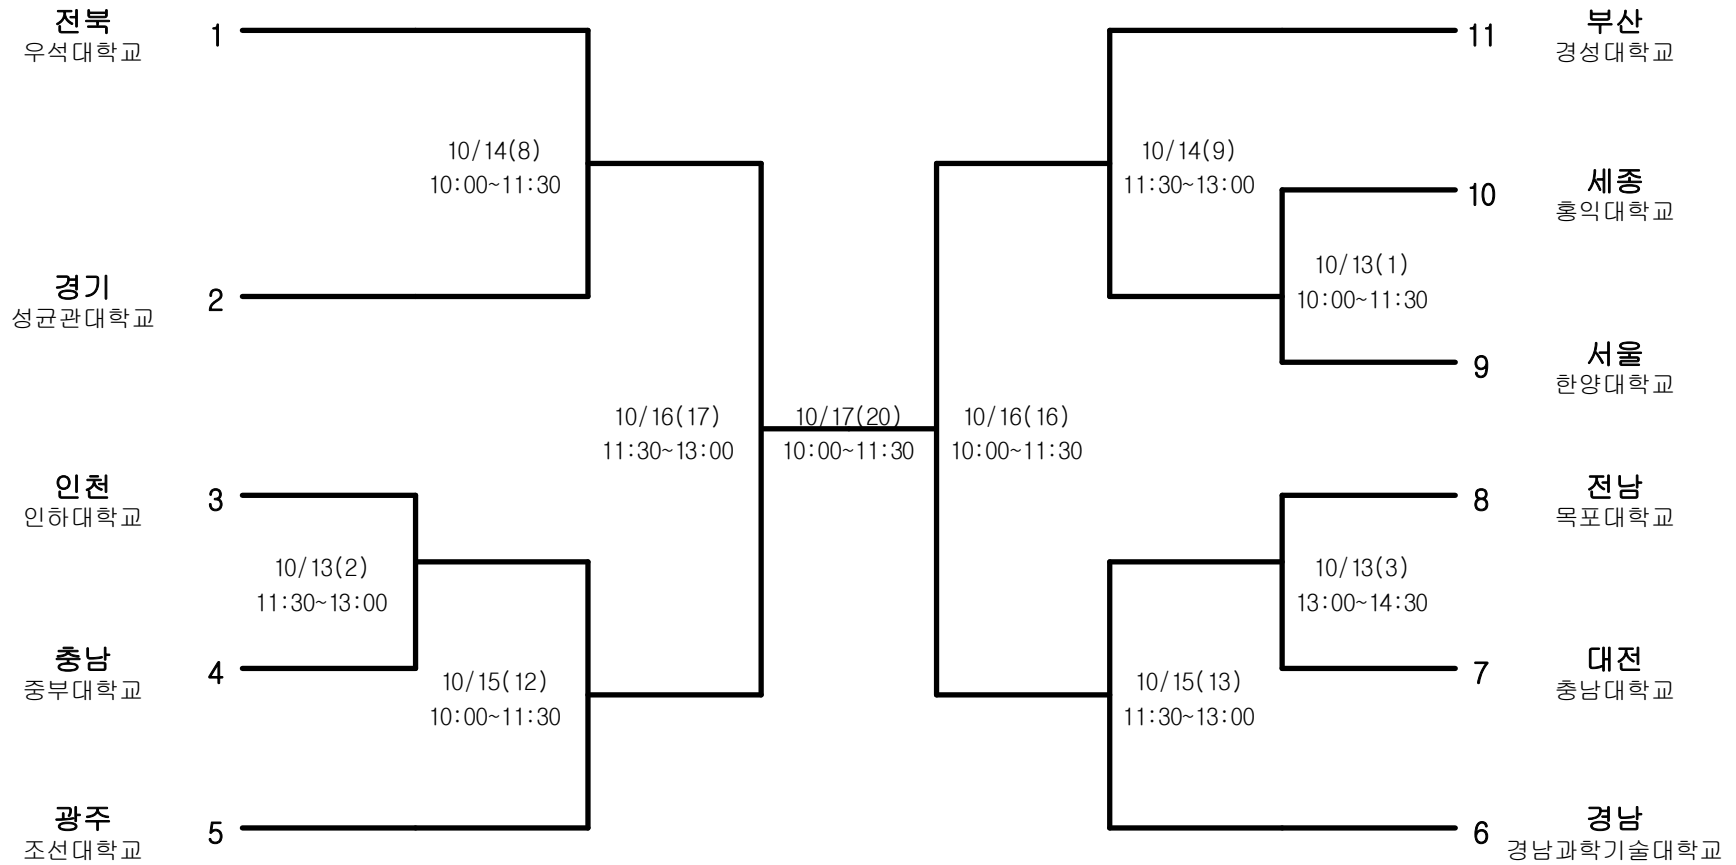 전북
우석대학교
1
10/14(8)
10:00~11:30
경기
성균관대학교
2
인천
인하대학교
3
10/13(2)
11:30~13:00
충남
중부대학교
4
10/15(12)
10:00~11:30
광주
조선대학교
5
10/16(17)
11:30~13:00
10/17(20)
10:00~11:30
10/16(16)
10:00~11:30
11
부산
경성대학교
10/14(9)
11:30~13:00
10
세종
홍익대학교
10/13(1)
10:00~11:30
9
서울
한양대학교
8
전남
목포대학교
10/13(3)
13:00~14:30
7
대전
충남대학교
10/15(13)
11:30~13:00
6
경남
경남과학기술대학교